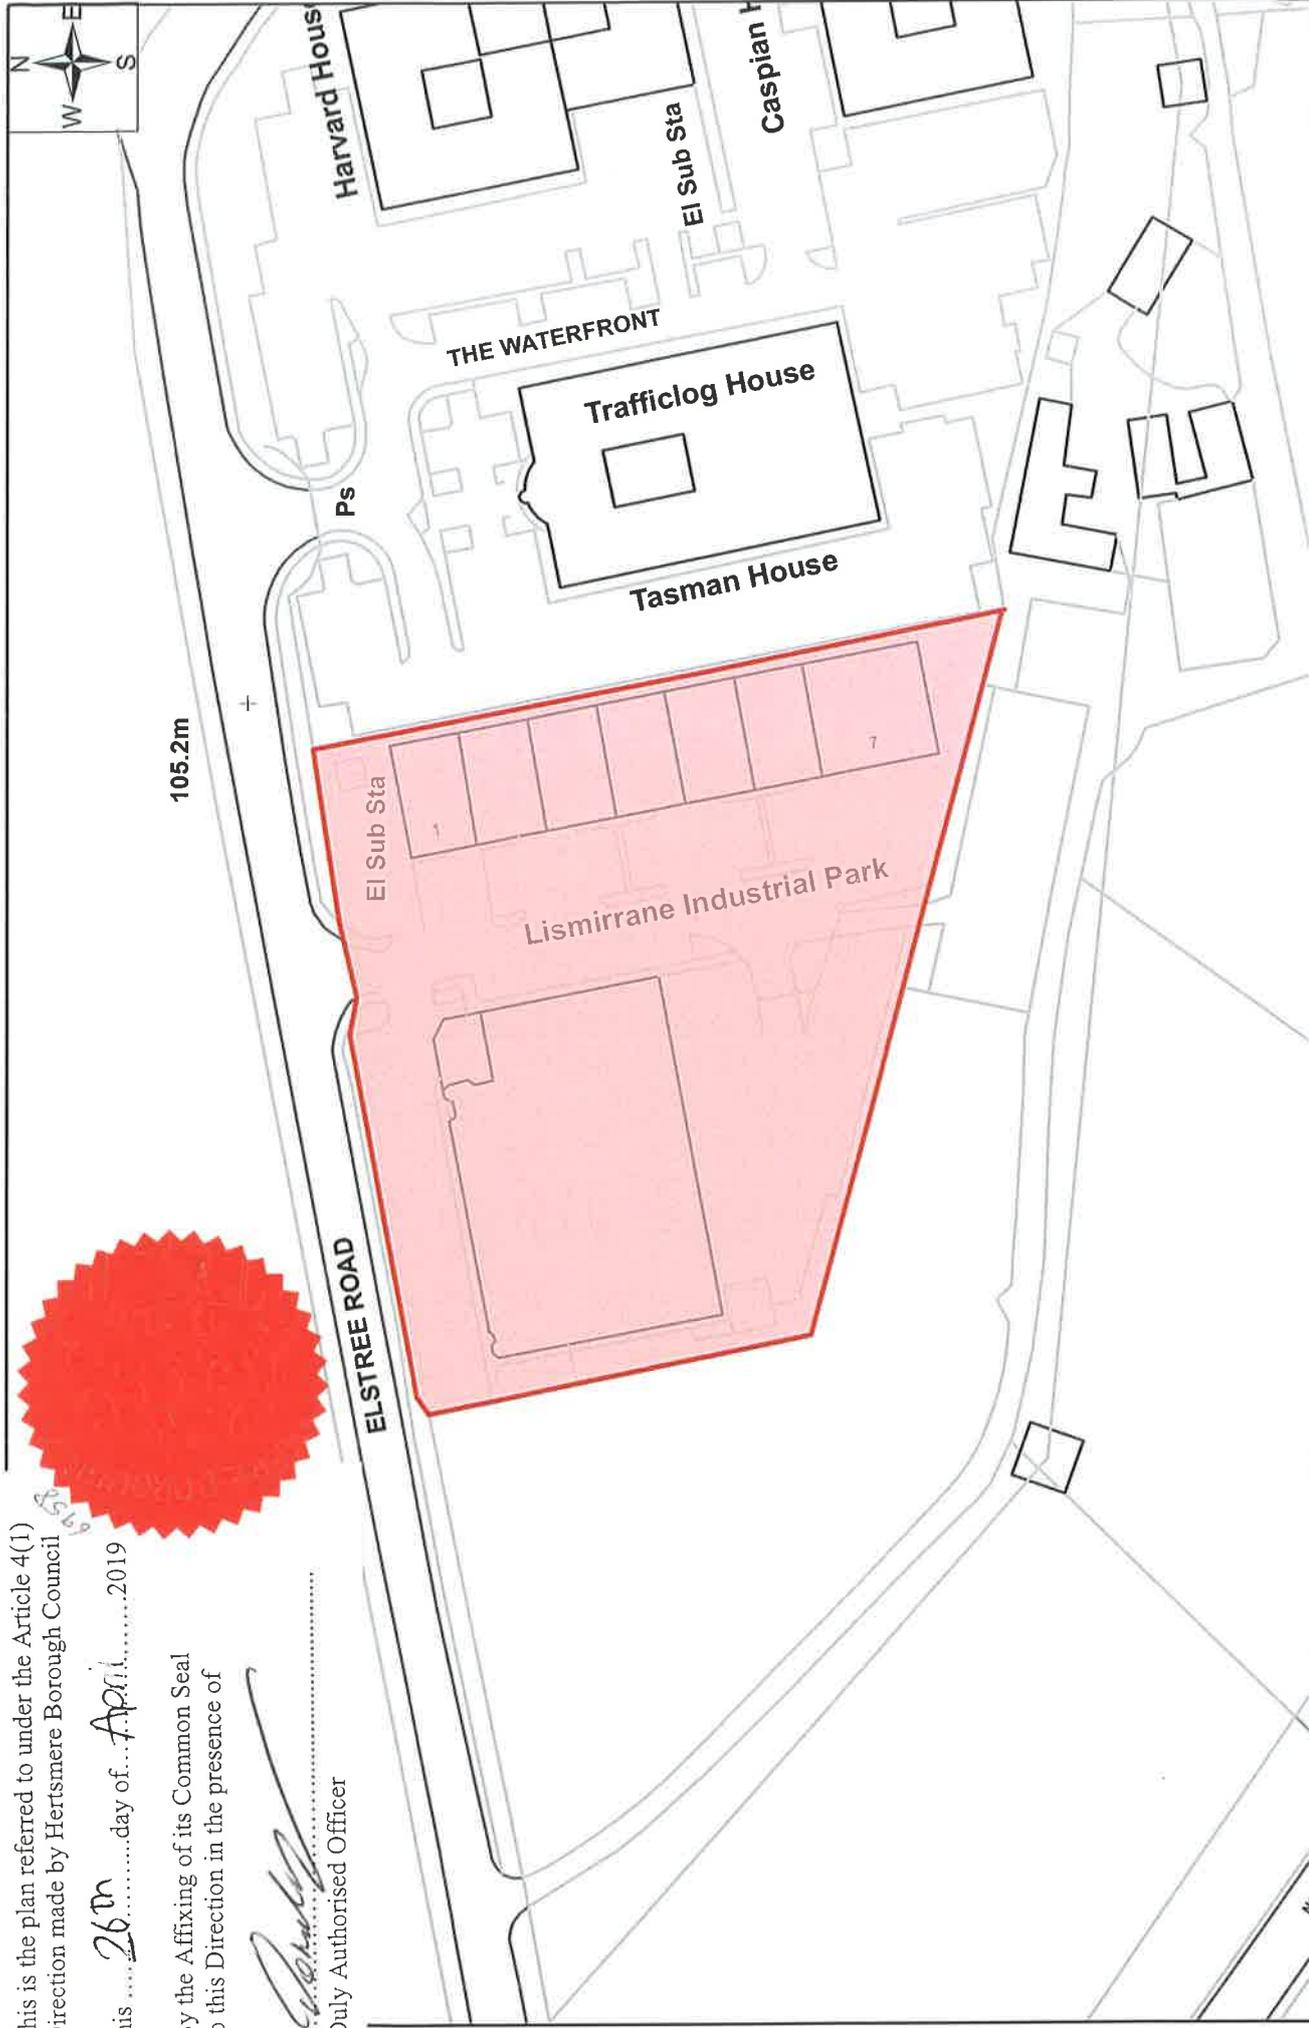 his is the plan referred to under the Article 4(1)
irection made by Hertsmere Borough Council
his ....26th.........day of...April........2019
6958
y the Affixing of its Common Seal
o this Direction in the presence of
Duly Authorised Officer
N
W
E
S
ELSTREE ROAD
105.2m
El Sub Sta
1
7
Lismirrane Industrial Park
Ps
Tasman House
Trafficlog House
THE WATERFRONT
Harvard Hous
El Sub Sta
Caspian H